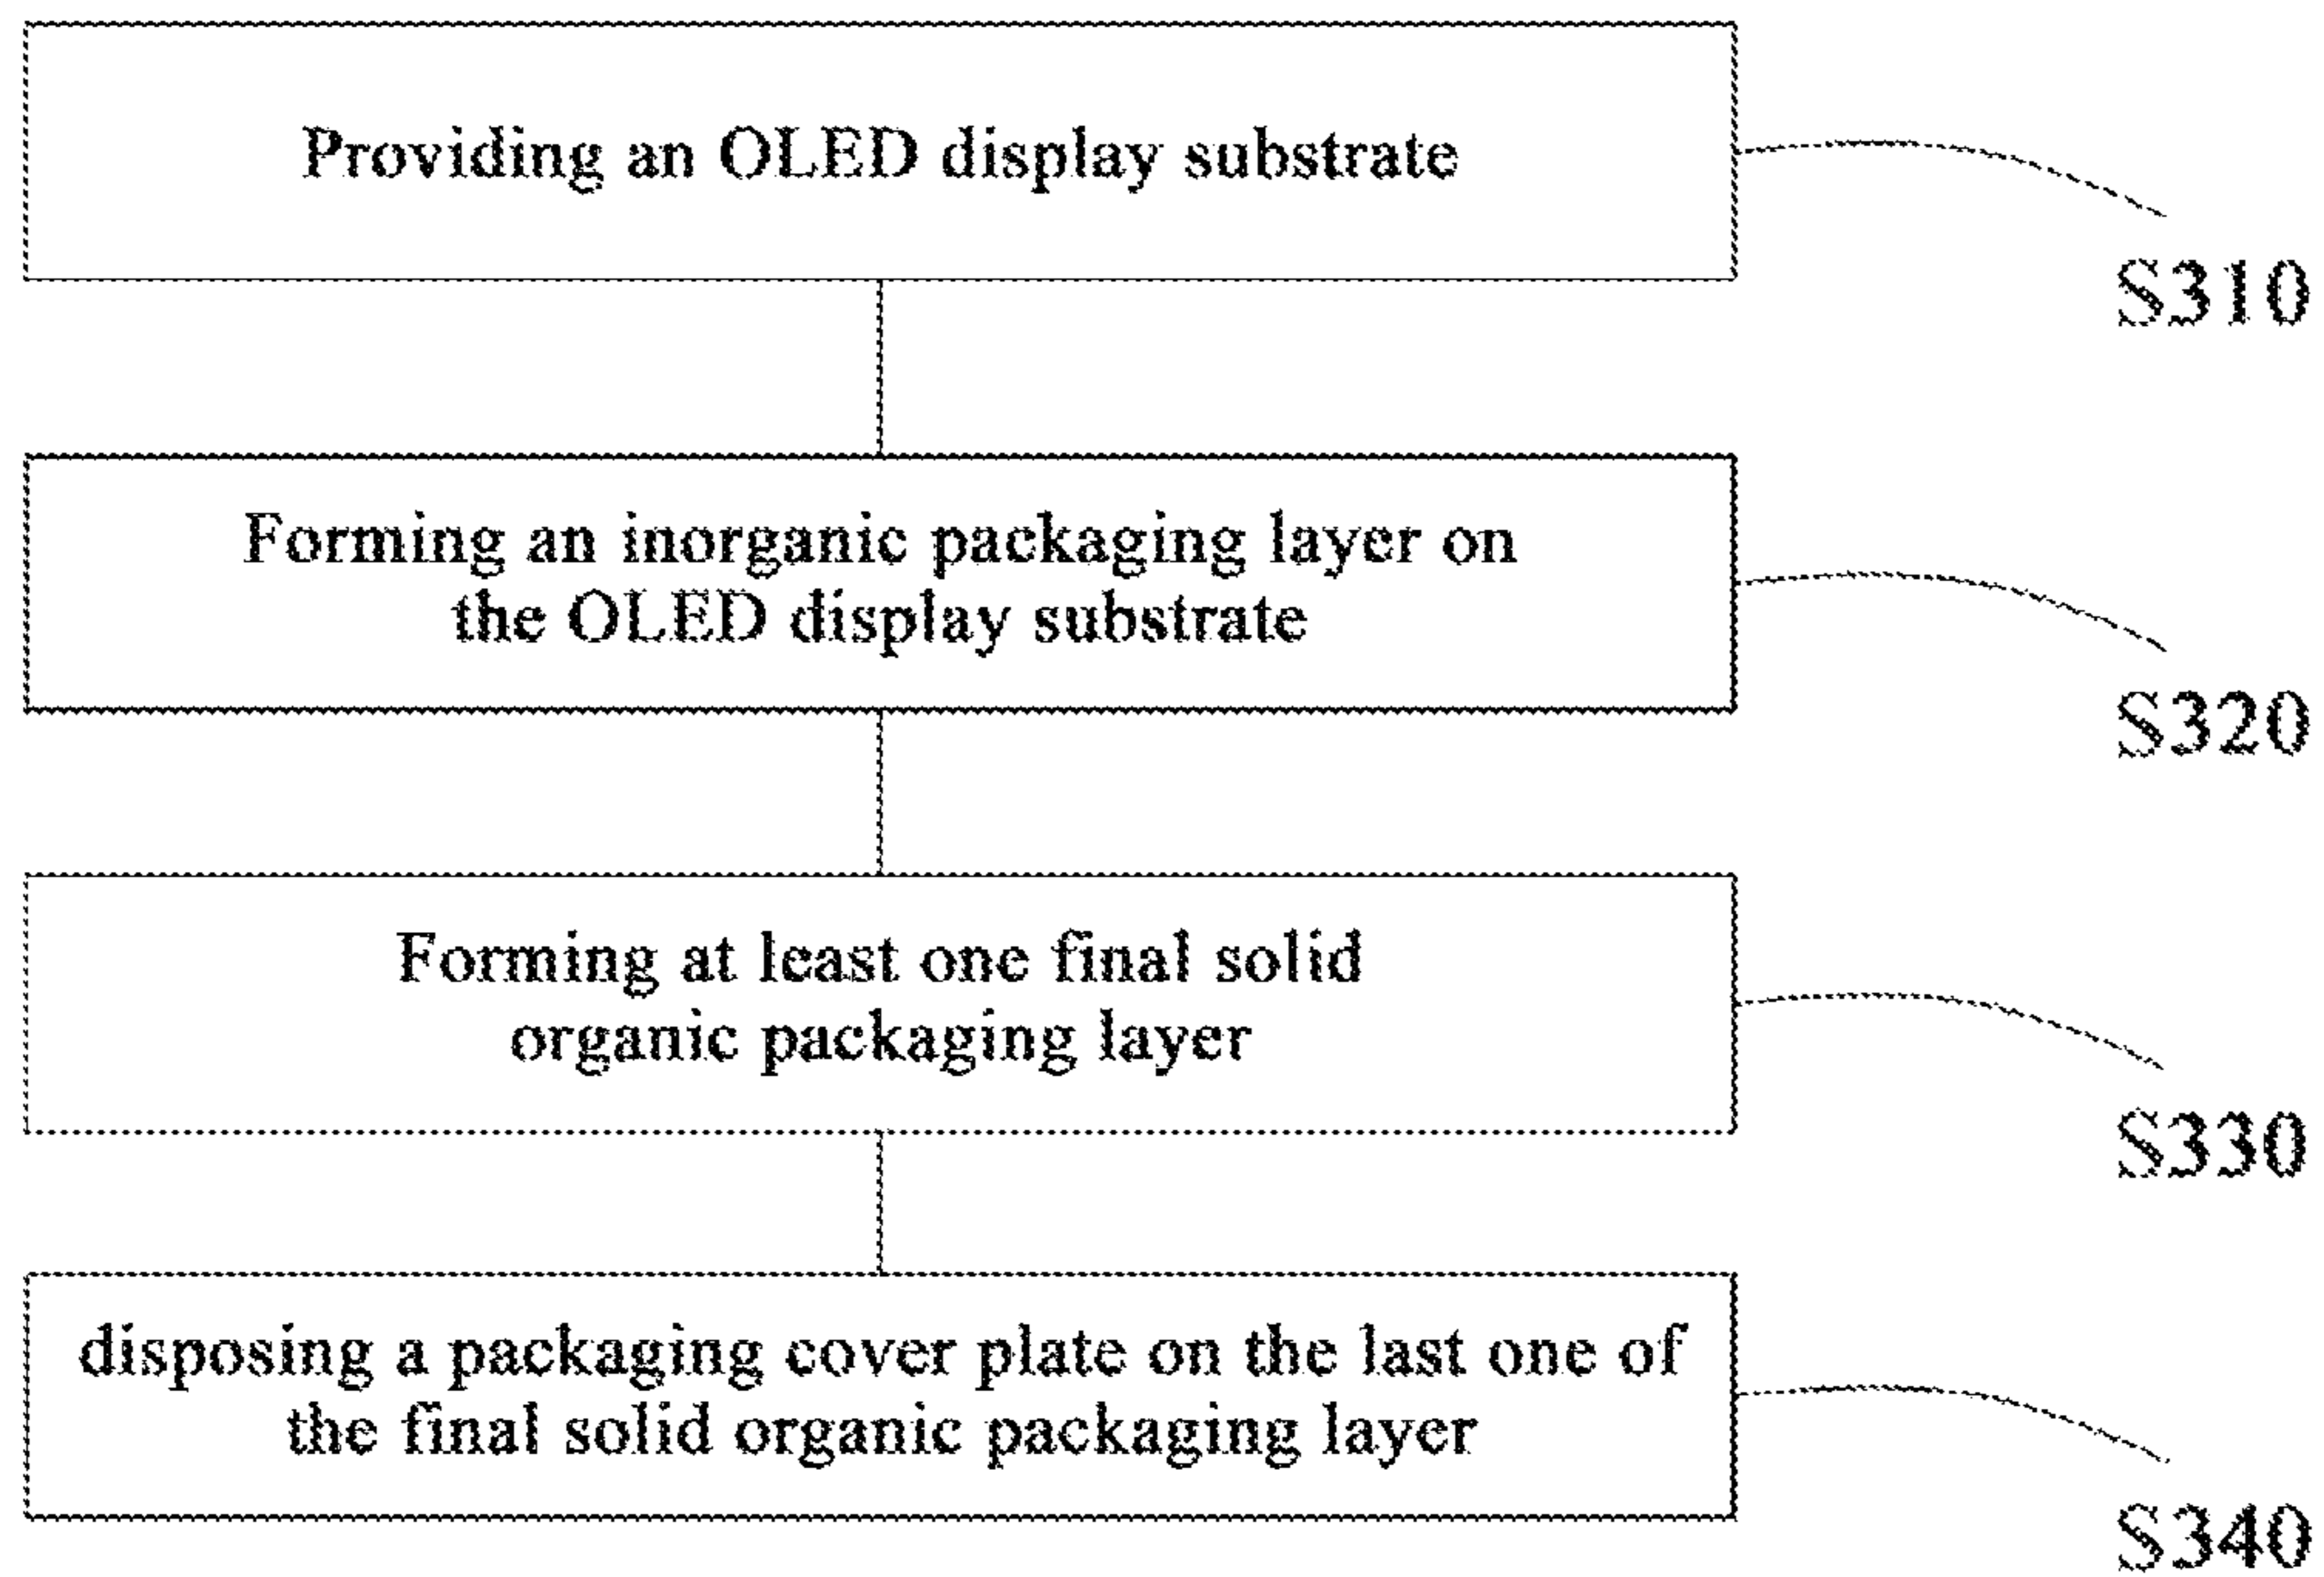 Providing an OLED display substrate
S310
Forming an inorganic packaging layer on
the OLED display substrate
S320
Forming at least one final solid
organic packaging layer
S330
disposing a packaging cover plate on the last one of
the final solid organic packaging layer
S340